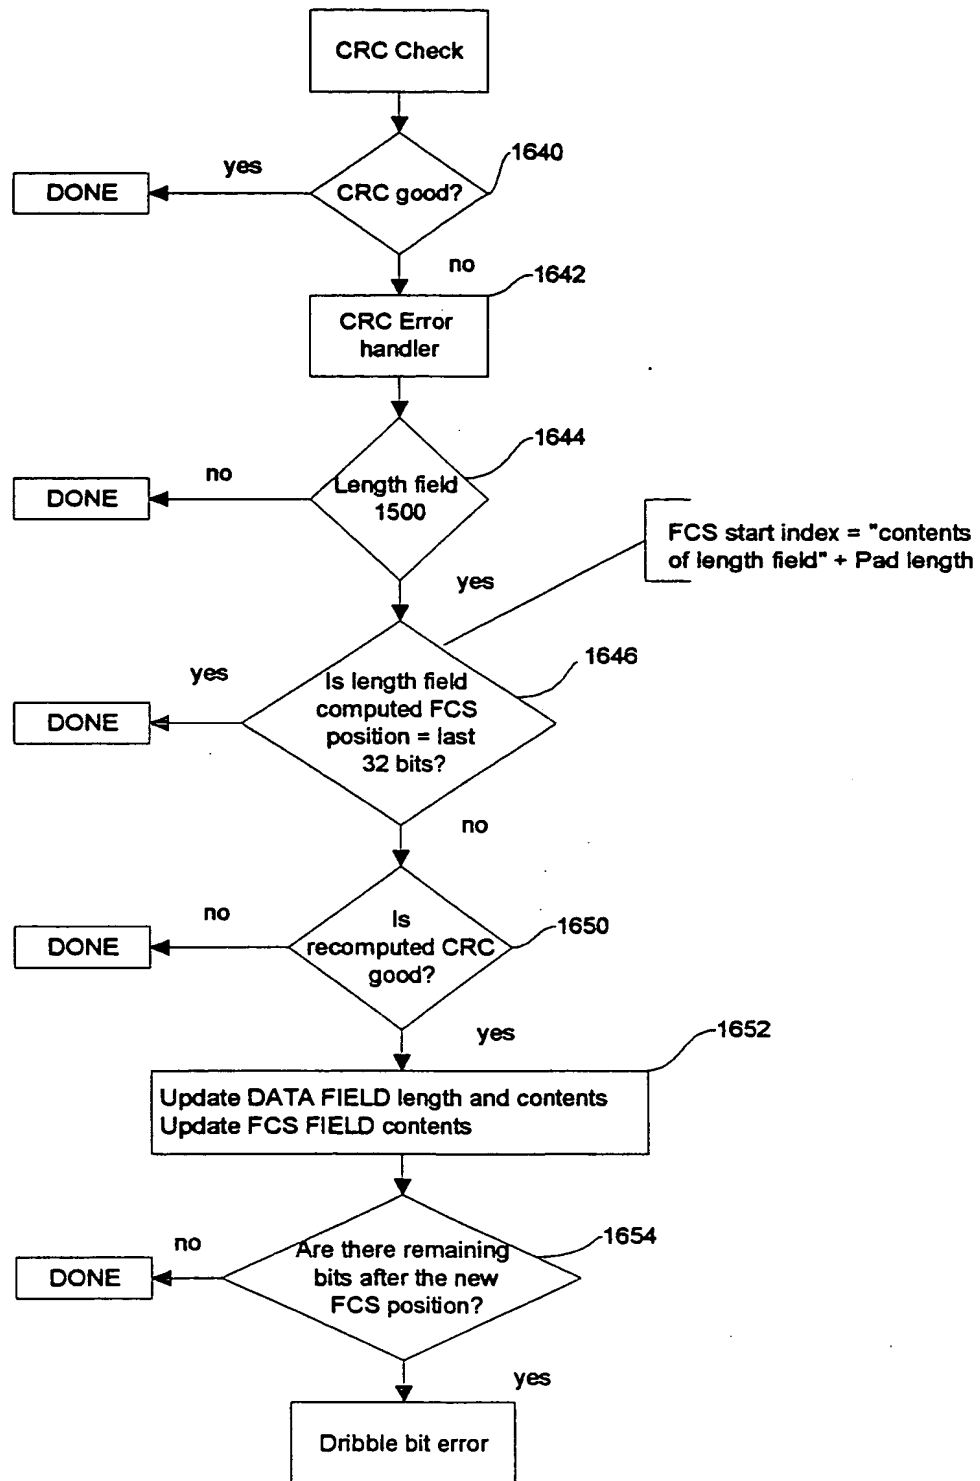 CRC Check
1640
yes
CRC good?
DONE
no
1642
CRC Error
handler
1644
no
Length field
1500
DONE
FCS start index = "contents
of length field" + Pad length
yes
1646
yes
Is length field
computed FCS
position = last
32 bits?
DONE
no
no
Is
recomputed CRC
good?
1650
DONE
yes
1652
Update DATA FIELD length and contents
Update FCS FIELD contents
no
1654
Are there remaining
bits after the new
FCS position?
DONE
yes
Dribble bit error